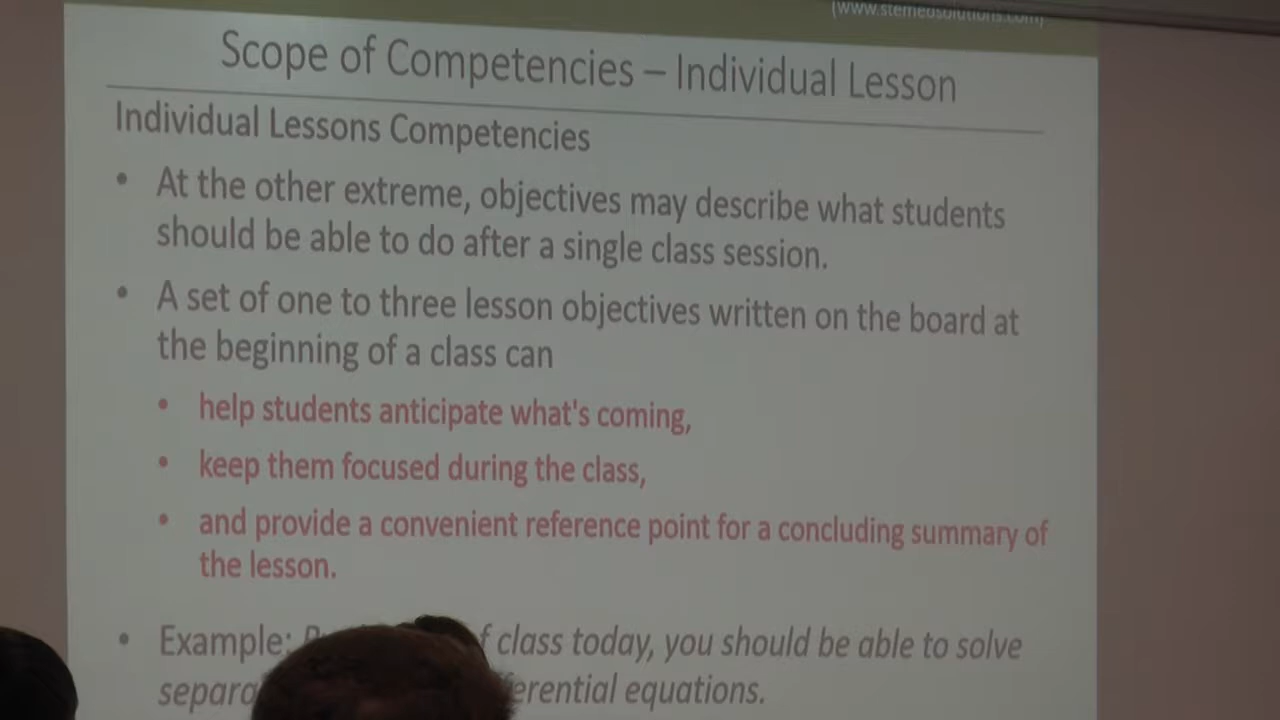 (www.stemedsolutions.com)
Scope of Competencies – Individual Lesson
Individual Lessons Competencies
• At the other extreme, objectives may describe what students
should be able to do after a single class session.
• A set of one to three lesson objectives written on the board at
the beginning of a class can
• help students anticipate what's coming,
• keep them focused during the class,
• and provide a convenient reference point for a concluding summary of
the lesson.
• Example: class today, you should be able to solve
equations.